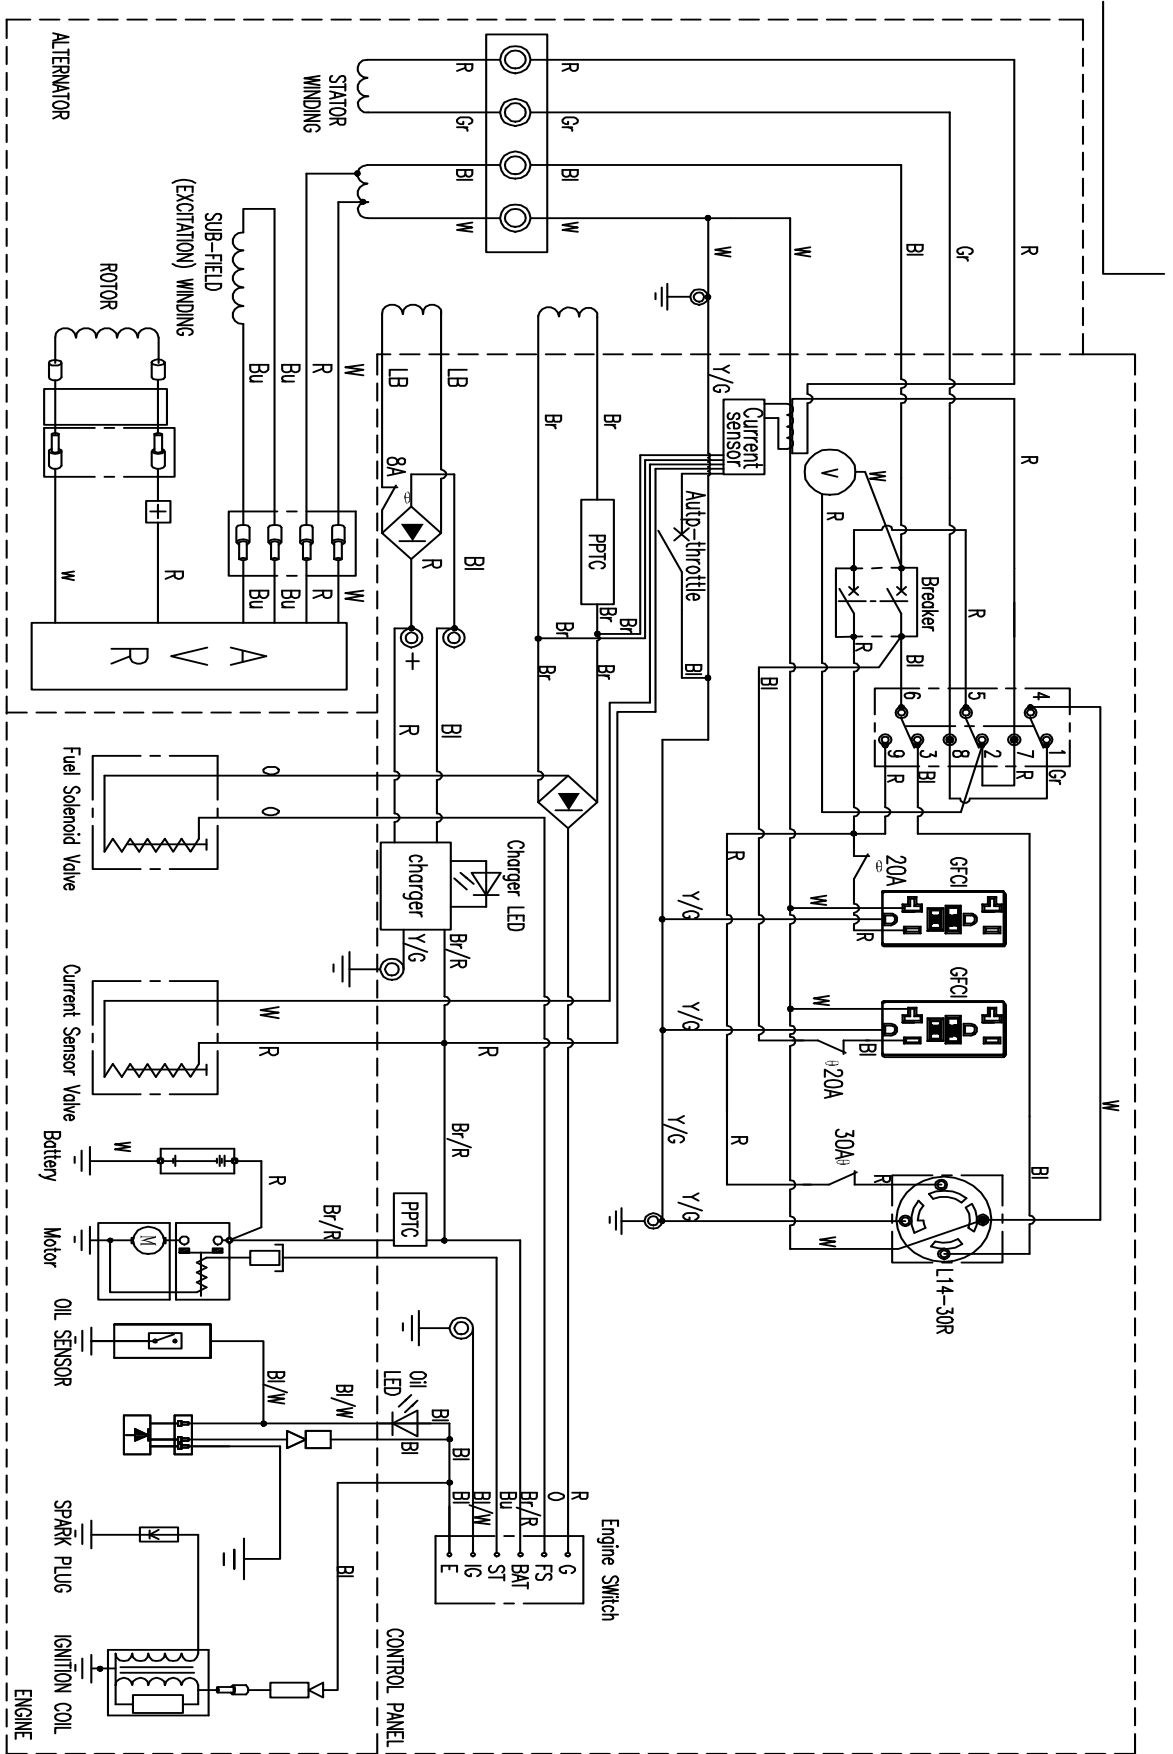 ALTERNATOR
STATOR
WINDING
R
Gr
Bl
W
R
Gr
Bl
W
W
W
Bl
Gr
R
SUB-FIELD
(EXCITATION) WINDING
ROTOR
Bu
Bu
R
W
LB
LB
Br
Br
Y/G
Current
sensor
R
V
W
R
8A
R
Bl
PPTC
Autp-throttle
Breaker
W
R
Bu
Bu
R
W
A V R
+
Br
Br
Br
Br
Br
Bl
Bl
R
Bl
R
R
Bl
4
5
6
1
7
2
8
3
9
Gr
R
Bl
R
Fuel Solenoid Valve
O
O
charger
Charger LED
Y/G
Br/R
R
20A
GFCI
W
R
Y/G
GFCI
W
Bl
20A
Y/G
Current Sensor Valve
W
R
R
Br/R
Y/G
R
30A
R
W
Bl
W
Y/G
L14-30R
Battery
W
R
Motor
M
Br/R
PPTC
OIL SENSOR
Bl/W
Bl/W
Oil
LED
Bl
Bl
Bl
Bl
Bl/W
Bu
Br/R
O
R
Engine SWitch
E
IG
ST
BAT
FS
G
SPARK PLUG
Bl
IGNITION COIL
ENGINE
CONTROL PANEL